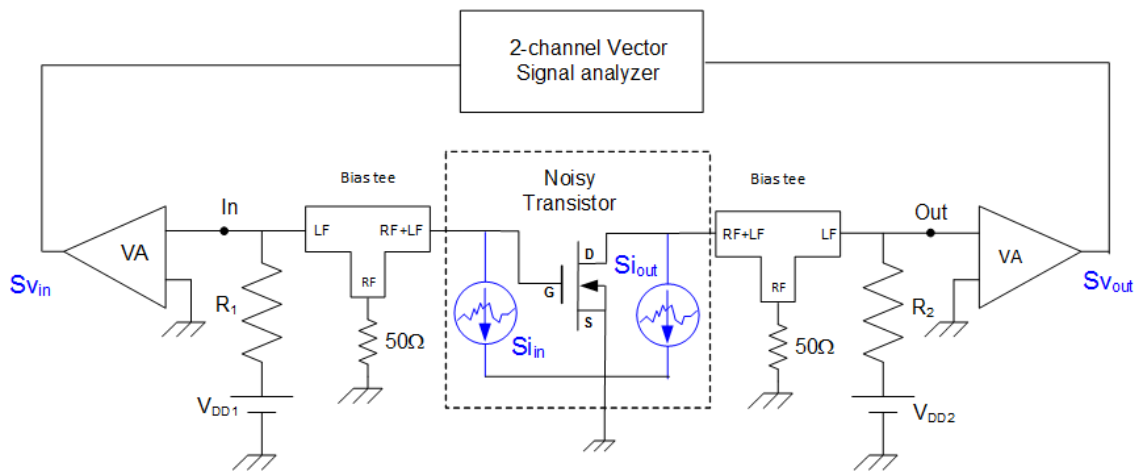 2-channel Vector
Signal analyzer
Noisy
Transistor
Bias tee
Bias tee
In
Out
LF
RF+LF
RF
VA
Sv_in
R_1
50Ω
V_DD1
Si_in
G
D
S
Si_out
RF+LF
LF
RF
50Ω
R_2
V_DD2
VA
Sv_out